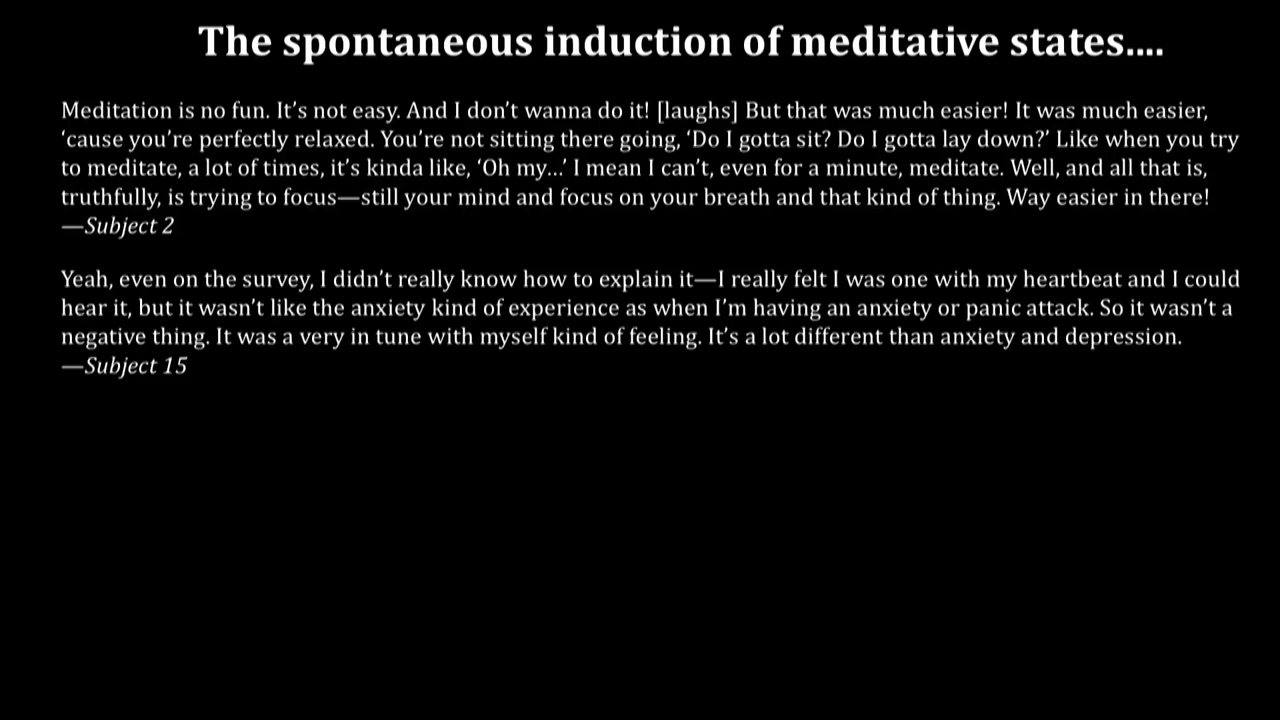 The spontaneous induction of meditative states....
Meditation is no fun. It’s not easy. And I don’t wanna do it! [laughs] But that was much easier! It was much easier,
‘cause you’re perfectly relaxed. You’re not sitting there going, ‘Do I gotta sit? Do I gotta lay down?’ Like when you try
to meditate, a lot of times, it’s kinda like, ‘Oh my...’ I mean I can’t, even for a minute, meditate. Well, and all that is,
truthfully, is trying to focus—still your mind and focus on your breath and that kind of thing. Way easier in there!
—Subject 2
Yeah, even on the survey, I didn’t really know how to explain it—I really felt I was one with my heartbeat and I could
hear it, but it wasn’t like the anxiety kind of experience as when I’m having an anxiety or panic attack. So it wasn’t a
negative thing. It was a very in tune with myself kind of feeling. It’s a lot different than anxiety and depression.
—Subject 15